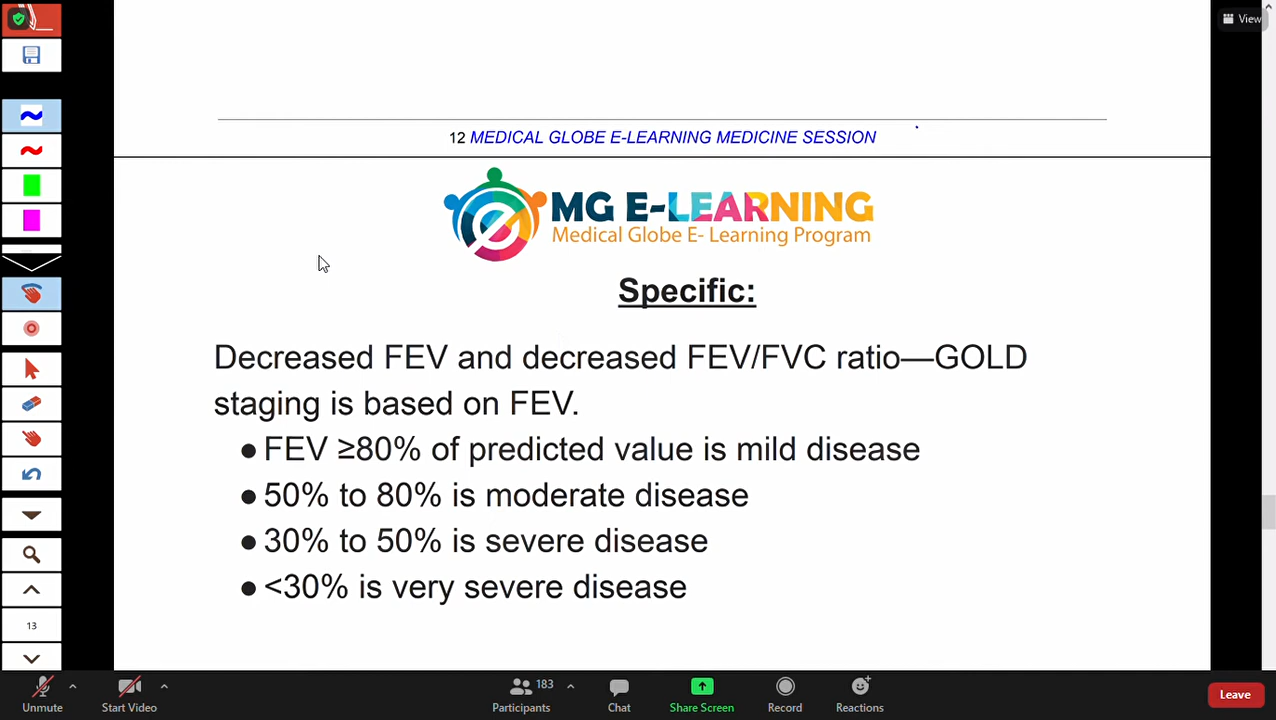 View
12 MEDICAL GLOBE E-LEARNING MEDICINE SESSION
MG E-LEARNING
Medical Globe E- Learning Program
Specific:
Decreased FEV and decreased FEV/FVC ratio—GOLD
staging is based on FEV.
● FEV ≥80% of predicted value is mild disease
● 50% to 80% is moderate disease
● 30% to 50% is severe disease
● <30% is very severe disease
13
Unmute
Start Video
183
Participants
Chat
Share Screen
Record
Reactions
Leave